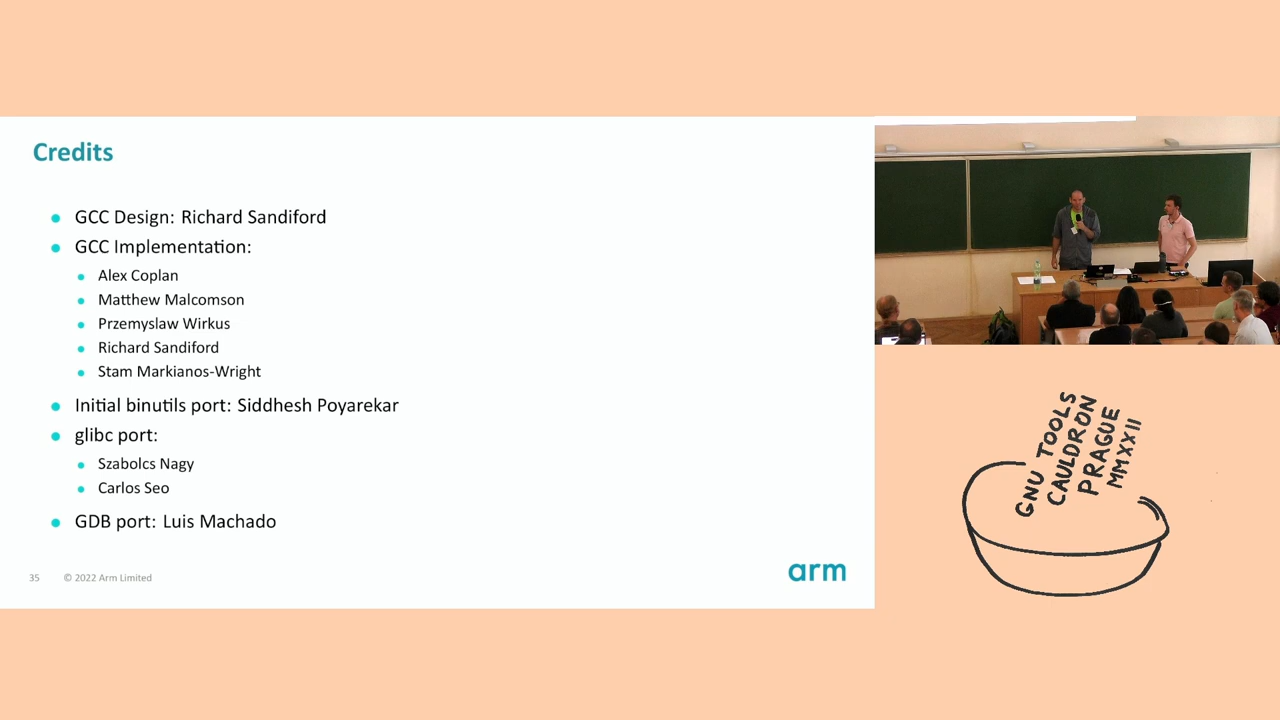 Credits
GCC Design: Richard Sandiford
GCC Implementation:
Alex Coplan
Matthew Malcomson
Przemyslaw Wirkus
Richard Sandiford
Stam Markianos-Wright
Initial binutils port: Siddhesh Poyarekar
glibc port:
Szabolcs Nagy
Carlos Seo
GDB port: Luis Machado
35 © 2022 Arm Limited
arm
GNU TOOLS
CAULDRON
PRAGUE
MMXXII